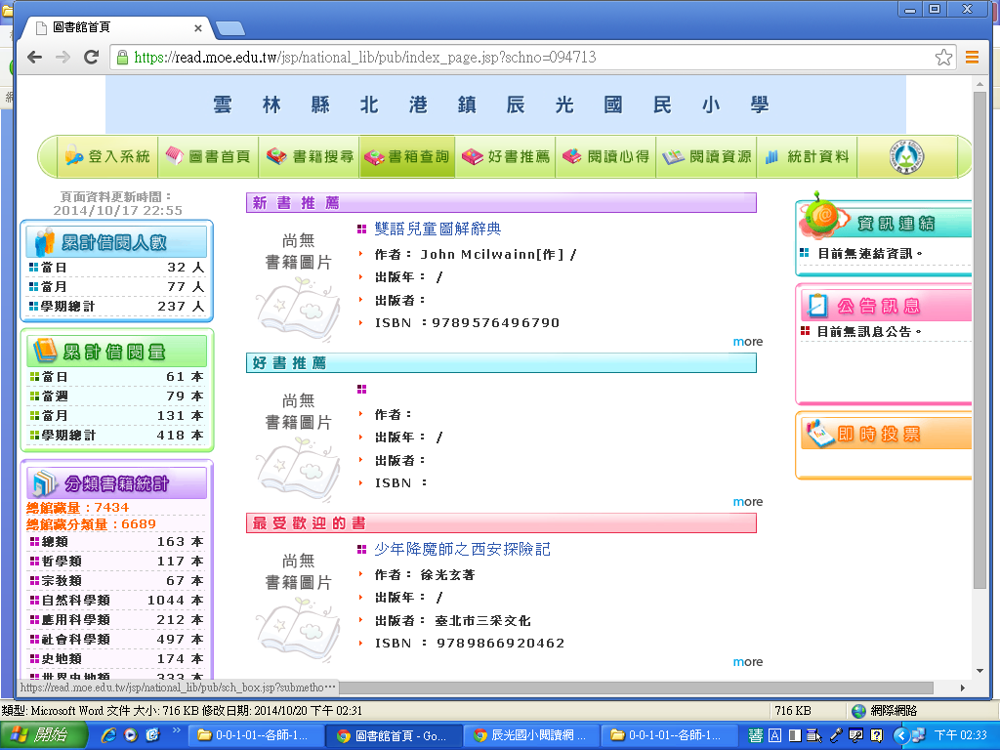 圖書館首頁
https://read.moe.edu.tw/jsp/national_lib/pub/index_page.jsp?schno=094713
雲林縣北港鎮辰光國民小學
登入系統 圖書首頁 書籍搜尋 書箱查詢 好書推薦 閱讀心得 閱讀資源 統計資料
頁面資料更新時間：
2014/10/17 22:55
累計借閱人數
當日 32 人
當月 77 人
學期總計 237 人
累計借閱量
當日 61 本
當週 79 本
當月 131 本
學期總計 418 本
分類書籍統計
總館藏量：7434
總館藏分類量：6689
總類 163 本
哲學類 117 本
宗教類 67 本
自然科學類 1044 本
應用科學類 212 本
社會科學類 497 本
史地類 174 本
世界史地類 333 本
新書推薦
尚無
書籍圖片
雙語兒童圖解辭典
作者： John Mcilwainn[作] /
出版年： /
出版者：
ISBN ：9789576496790
more
好書推薦
尚無
書籍圖片
作者：
出版年： /
出版者：
ISBN ：
more
最受歡迎的書
尚無
書籍圖片
少年降魔師之西安探險記
作者： 徐光玄著
出版年： /
出版者： 臺北市三采文化
ISBN ： 9789866920462
more
資訊連結
目前無連結資訊。
公告訊息
目前無訊息公告。
即時投票
https://read.moe.edu.tw/jsp/national_lib/pub/sch_box.jsp?submetho…
類型: Microsoft Word 文件 大小: 716 KB 修改日期: 2014/10/20 下午 02:31
716 KB
網際網路
開始
0-0-1-01--各師-1...
圖書館首頁 - Go...
辰光國小閱讀網 ...
0-0-1-01--各師-1...
下午 02:33